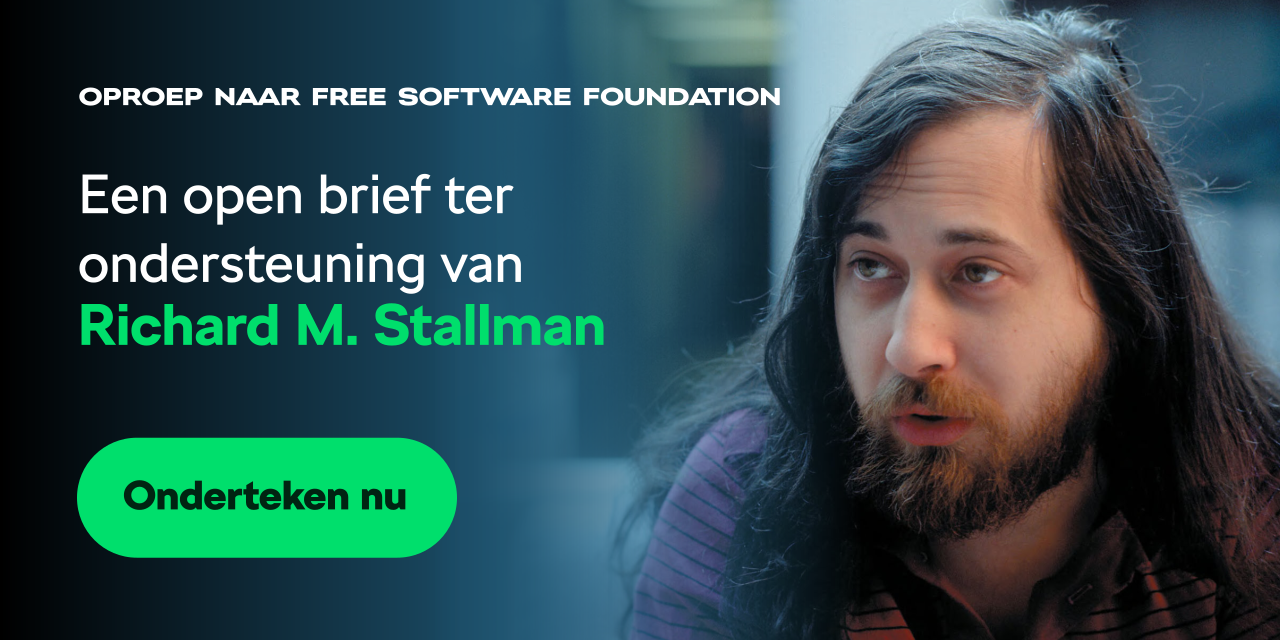 OPROEP NAAR FREE SOFTWARE FOUNDATION
Een open brief ter
ondersteuning van
Richard M. Stallman
Onderteken nu